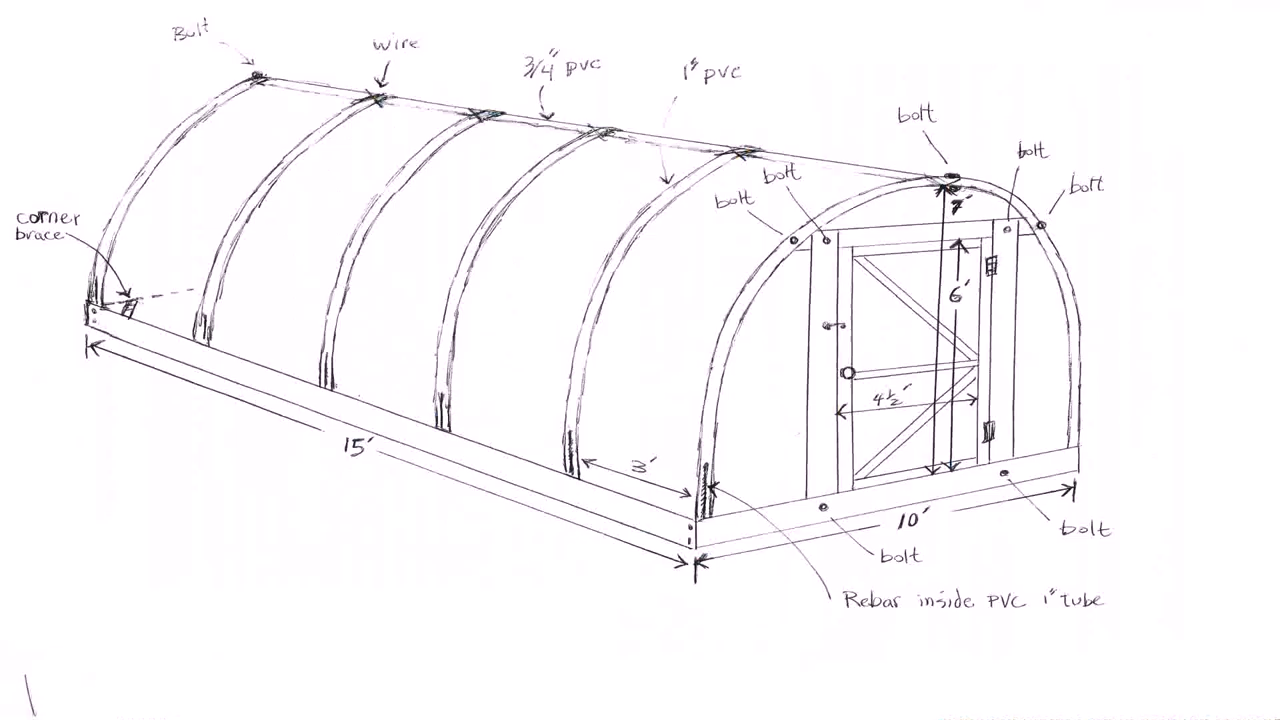 Bult
wire
3/4" PVC
1" PVC
bolt
bolt
bolt
bolt
bolt
7'
corner
brace
6'
4½'
15'
3'
10'
bolt
bolt
Rebar inside PVC 1" tube